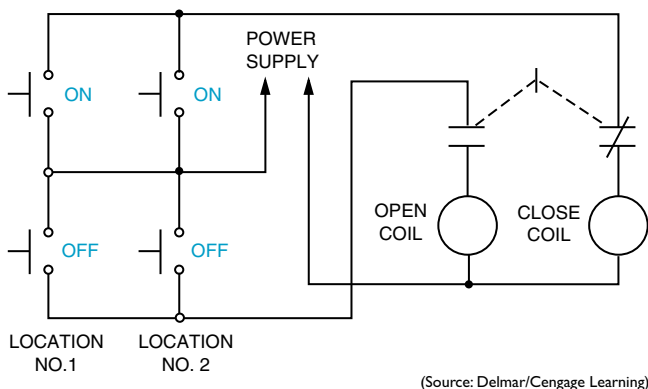 POWER
SUPPLY
ON
ON
OPEN
COIL
CLOSE
COIL
OFF
OFF
LOCATION
NO.1
LOCATION
NO. 2
(Source: Delmar/Cengage Learning)